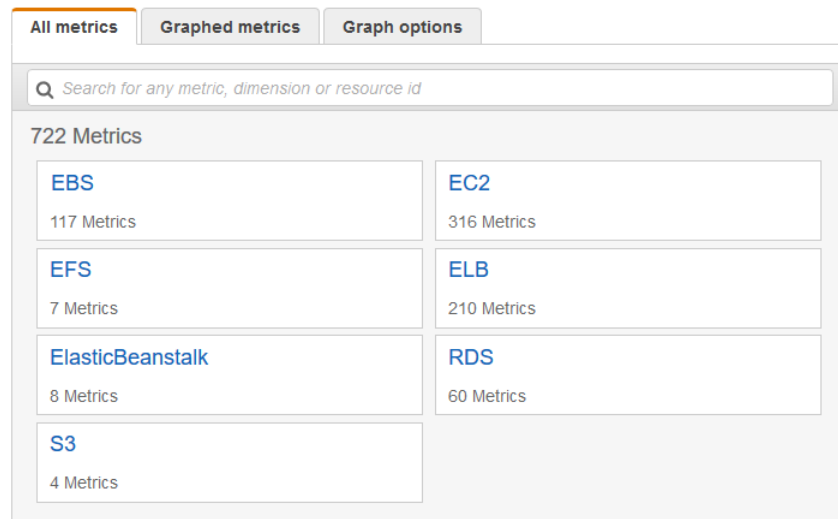 All metrics Graphed metrics Graph options
Search for any metric, dimension or resource id
722 Metrics
EBS
117 Metrics
EC2
316 Metrics
EFS
7 Metrics
ELB
210 Metrics
ElasticBeanstalk
8 Metrics
RDS
60 Metrics
S3
4 Metrics